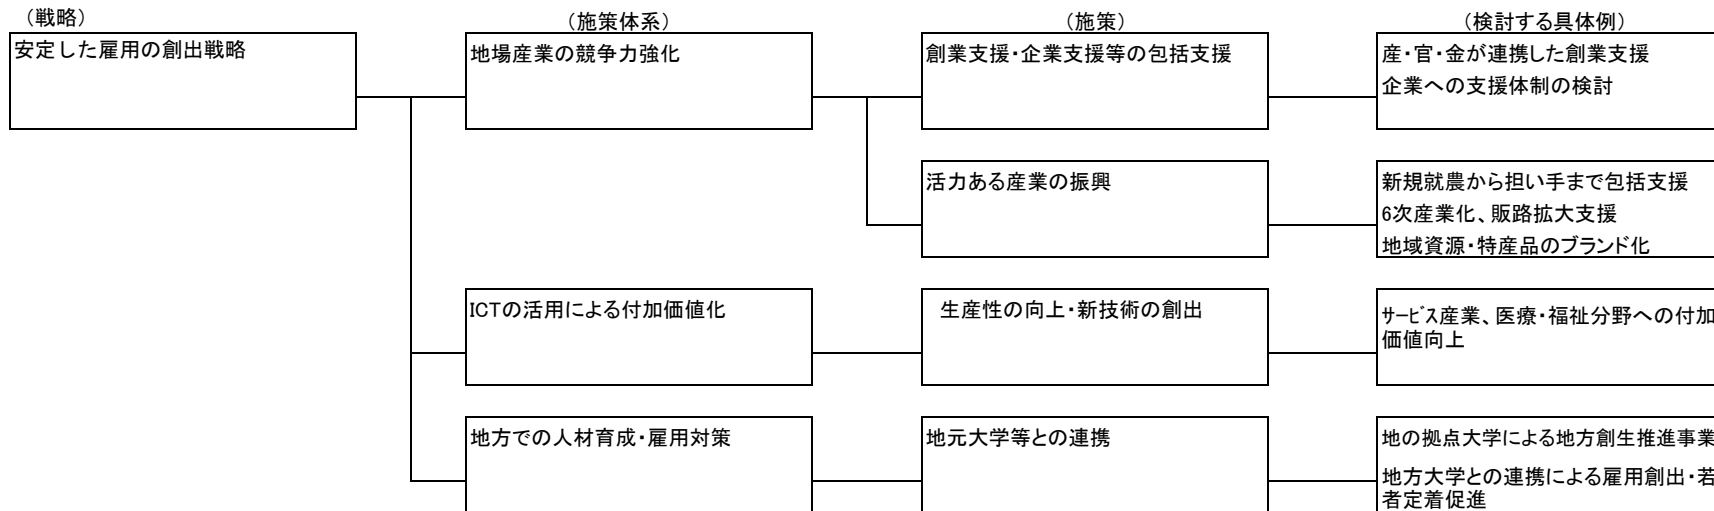 （戦略）
（施策体系）
（施策）
（検討する具体例）
安定した雇用の創出戦略
地場産業の競争力強化
創業支援・企業支援等の包括支援
産・官・金が連携した創業支援
企業への支援体制の検討
活力ある産業の振興
新規就農から担い手まで包括支援
6次産業化、販路拡大支援
地域資源・特産品のブランド化
ICTの活用による付加価値化
生産性の向上・新技術の創出
ｻｰﾋﾞｽ産業、医療・福祉分野への付加
価値向上
地方での人材育成・雇用対策
地元大学等との連携
地の拠点大学による地方創生推進事業
地方大学との連携による雇用創出・若
者定着促進